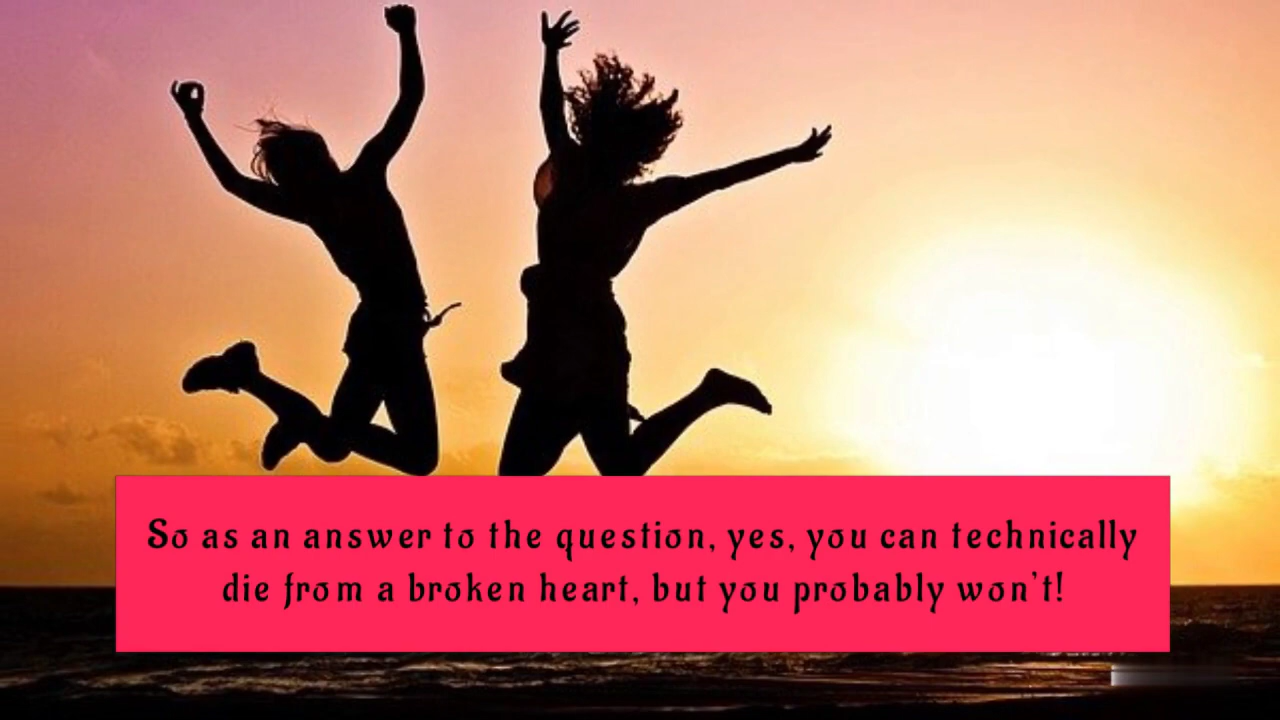 So as an answer to the question, yes, you can technically
die from a broken heart, but you probably won't!